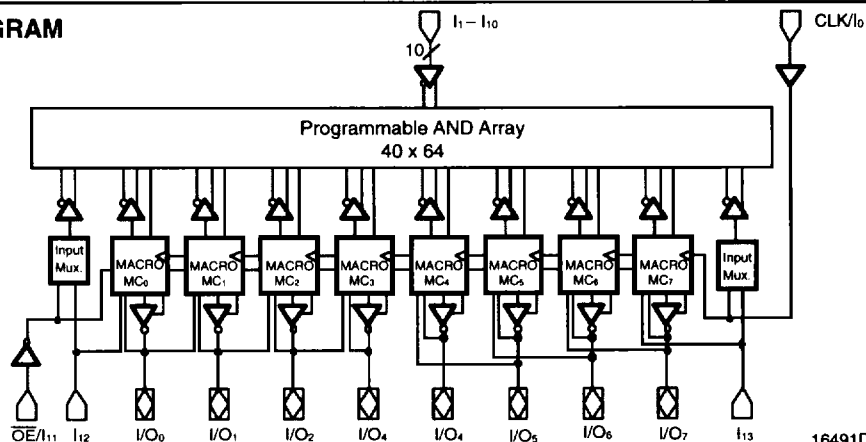 GRAM
I₁–I₁₀
CLK/I₀
10
Programmable AND Array
40 x 64
Input Mux.
MACRO MC₀
MACRO MC₁
MACRO MC₂
MACRO MC₃
MACRO MC₄
MACRO MC₅
MACRO MC₆
MACRO MC₇
Input Mux.
O̅E̅/I₁₁
I₁₂
I/O₀
I/O₁
I/O₂
I/O₄
I/O₄
I/O₅
I/O₆
I/O₇
I₁₃